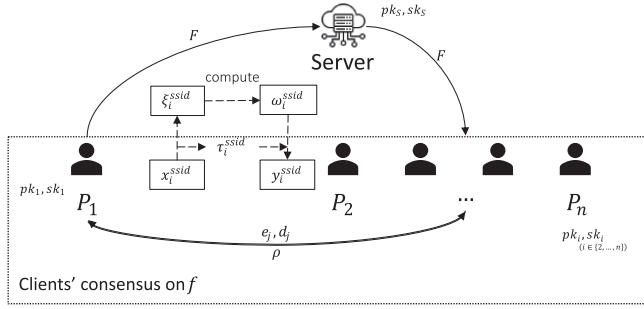 pk_S, sk_S
F
F
Server
compute
ξ_i^{ssid}
ω_i^{ssid}
τ_i^{ssid}
x_i^{ssid}
y_i^{ssid}
pk_1, sk_1
P_1
P_2
...
P_n
e_j, d_j
ρ
pk_i, sk_i
(i ∈ {2, ..., n})
Clients' consensus on f